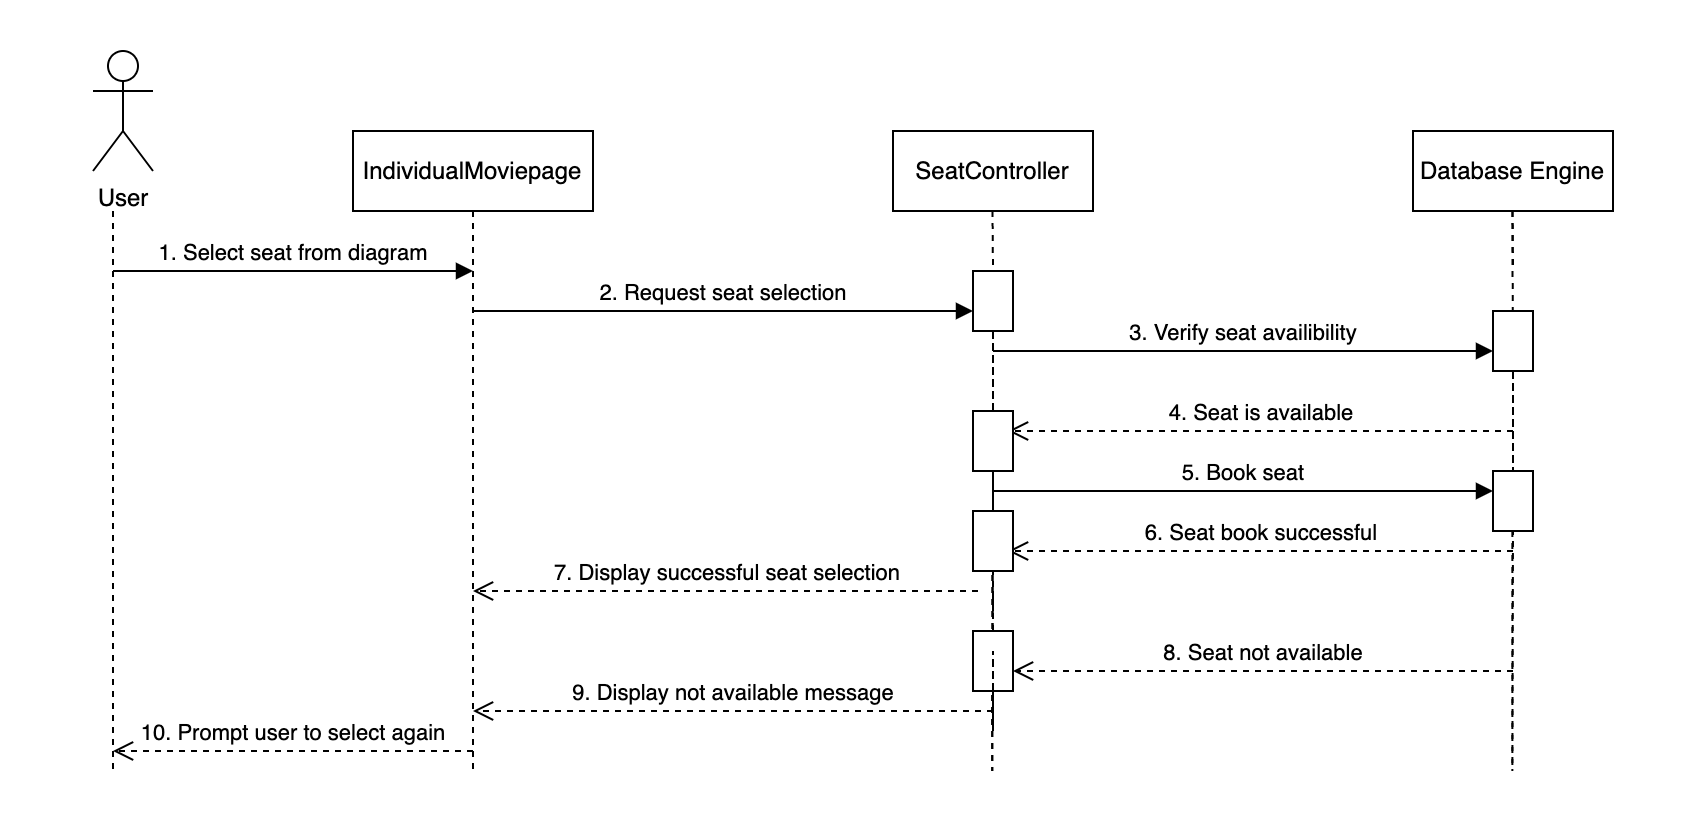 User
IndividualMoviepage
SeatController
Database Engine
1. Select seat from diagram
2. Request seat selection
3. Verify seat availibility
4. Seat is available
5. Book seat
6. Seat book successful
7. Display successful seat selection
8. Seat not available
9. Display not available message
10. Prompt user to select again